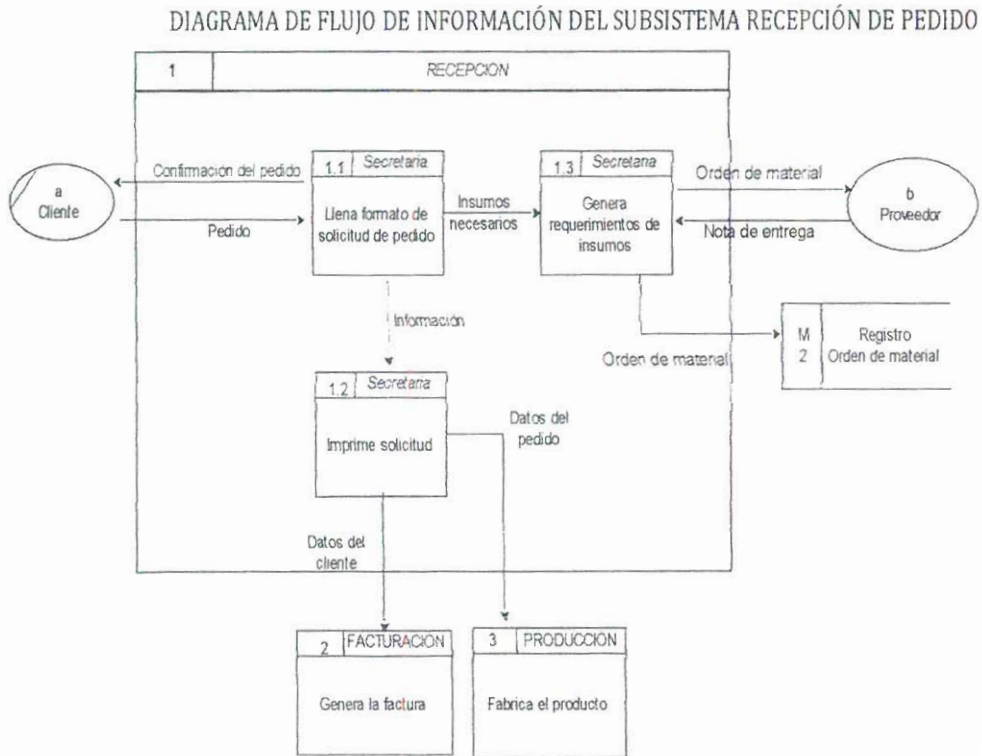 DIAGRAMA DE FLUJO DE INFORMACIÓN DEL SUBSISTEMA RECEPCIÓN DE PEDIDO
1
RECEPCION
a
Cliente
Confirmación del pedido
Pedido
1.1
Secretaria
Llena formato de
solicitud de pedido
Insumos
necesarios
1.3
Secretaria
Genera
requerimientos de
insumos
Orden de material
Nota de entrega
b
Proveedor
Información
Orden de material
M
2
Registro
Orden de material
1.2
Secretaria
Imprime solicitud
Datos del
pedido
Datos del
cliente
2
FACTURACION
Genera la factura
3
PRODUCCION
Fabrica el producto